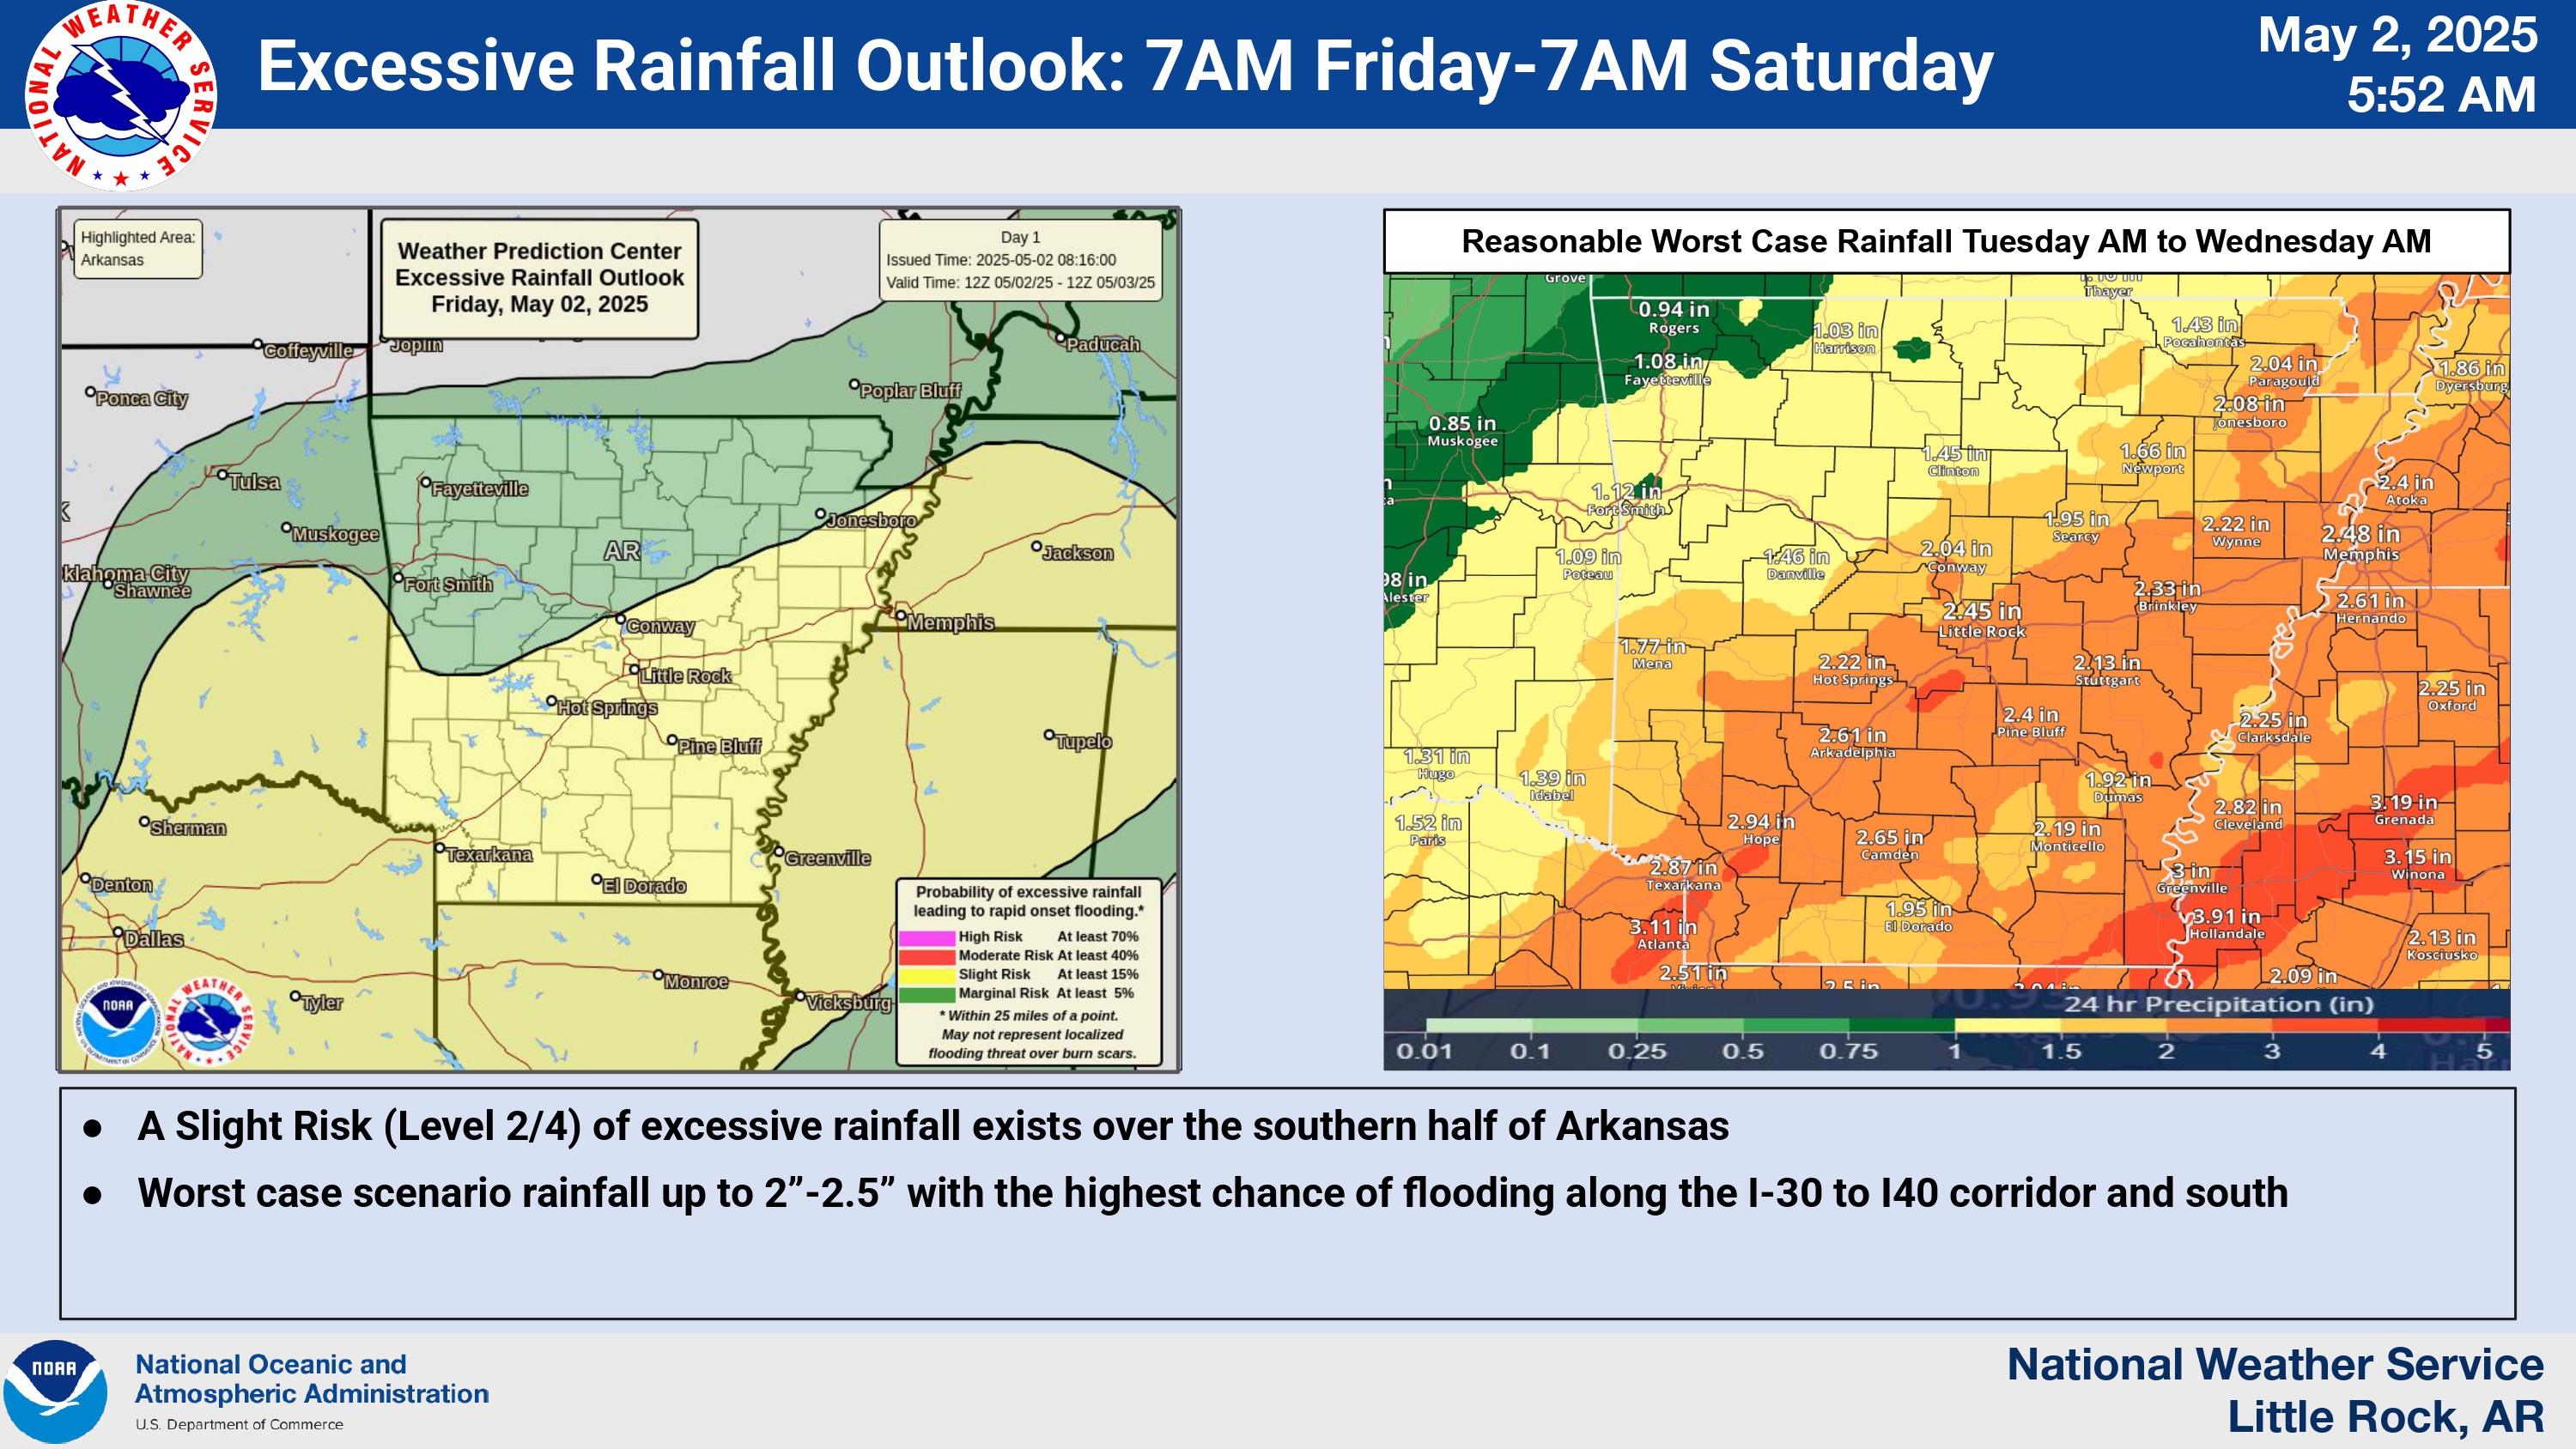 NATIONAL WEATHER SERVICE
Excessive Rainfall Outlook: 7AM Friday-7AM Saturday
May 2, 2025
5:52 AM
Highlighted Area:
Arkansas
Weather Prediction Center
Excessive Rainfall Outlook
Friday, May 02, 2025
Day 1
Issued Time: 2025-05-02 08:16:00
Valid Time: 12Z 05/02/25 - 12Z 05/03/25
Coffeyville
Joplin
Paducah
Ponca City
Poplar Bluff
Tulsa
Fayetteville
Muskogee
Jonesboro
AR
Jackson
klahoma City
Shawnee
Fort Smith
Conway
Memphis
Little Rock
Hot Springs
Pine Bluff
Tupelo
Sherman
Texarkana
Greenville
Denton
El Dorado
Dallas
Monroe
Tyler
Vicksburg
Probability of excessive rainfall
leading to rapid onset flooding.*
High Risk At least 70%
Moderate Risk At least 40%
Slight Risk At least 15%
Marginal Risk At least 5%
* Within 25 miles of a point.
May not represent localized
flooding threat over burn scars.
NOAA
NATIONAL WEATHER SERVICE
Reasonable Worst Case Rainfall Tuesday AM to Wednesday AM
Grove
Thayer
0.94 in
Rogers
1.03 in
Harrison
1.43 in
Pocahontas
1.08 in
Fayetteville
2.04 in
Paragould
1.86 in
Dyersburg
0.85 in
Muskogee
2.08 in
Jonesboro
1.45 in
Clinton
1.66 in
Newport
2.4 in
Atoka
1.12 in
Fort Smith
1.95 in
Searcy
2.22 in
Wynne
2.48 in
Memphis
1.09 in
Poteau
1.46 in
Danville
2.04 in
Conway
98 in
Alester
2.33 in
Brinkley
2.61 in
Hernando
2.45 in
Little Rock
1.77 in
Mena
2.22 in
Hot Springs
2.13 in
Stuttgart
2.25 in
Oxford
2.4 in
Pine Bluff
2.25 in
Clarksdale
2.61 in
Arkadelphia
1.31 in
Hugo
1.39 in
Idabel
1.92 in
Dumas
2.82 in
Cleveland
3.19 in
Grenada
1.52 in
Paris
2.94 in
Hope
2.65 in
Camden
2.19 in
Monticello
2.87 in
Texarkana
3 in
Greenville
3.15 in
Winona
3.11 in
Atlanta
1.95 in
El Dorado
3.91 in
Hollandale
2.13 in
Kosciusko
2.51 in
2.5 in
2.09 in
24 hr Precipitation (in)
0.01 0.1 0.25 0.5 0.75 1 1.5 2 3 4 5
● A Slight Risk (Level 2/4) of excessive rainfall exists over the southern half of Arkansas
● Worst case scenario rainfall up to 2”-2.5” with the highest chance of flooding along the I-30 to I40 corridor and south
NOAA
National Oceanic and
Atmospheric Administration
U.S. Department of Commerce
National Weather Service
Little Rock, AR